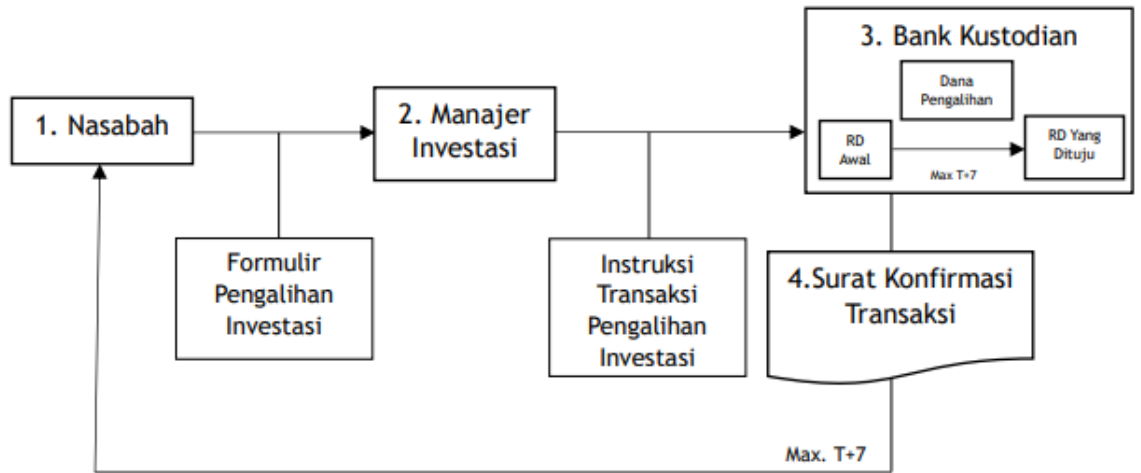 3. Bank Kustodian
Dana
Pengalihan
RD
Awal
RD Yang
Dituju
Max T+7
1. Nasabah
2. Manajer
Investasi
Formulir
Pengalihan
Investasi
Instruksi
Transaksi
Pengalihan
Investasi
4.Surat Konfirmasi
Transaksi
Max. T+7